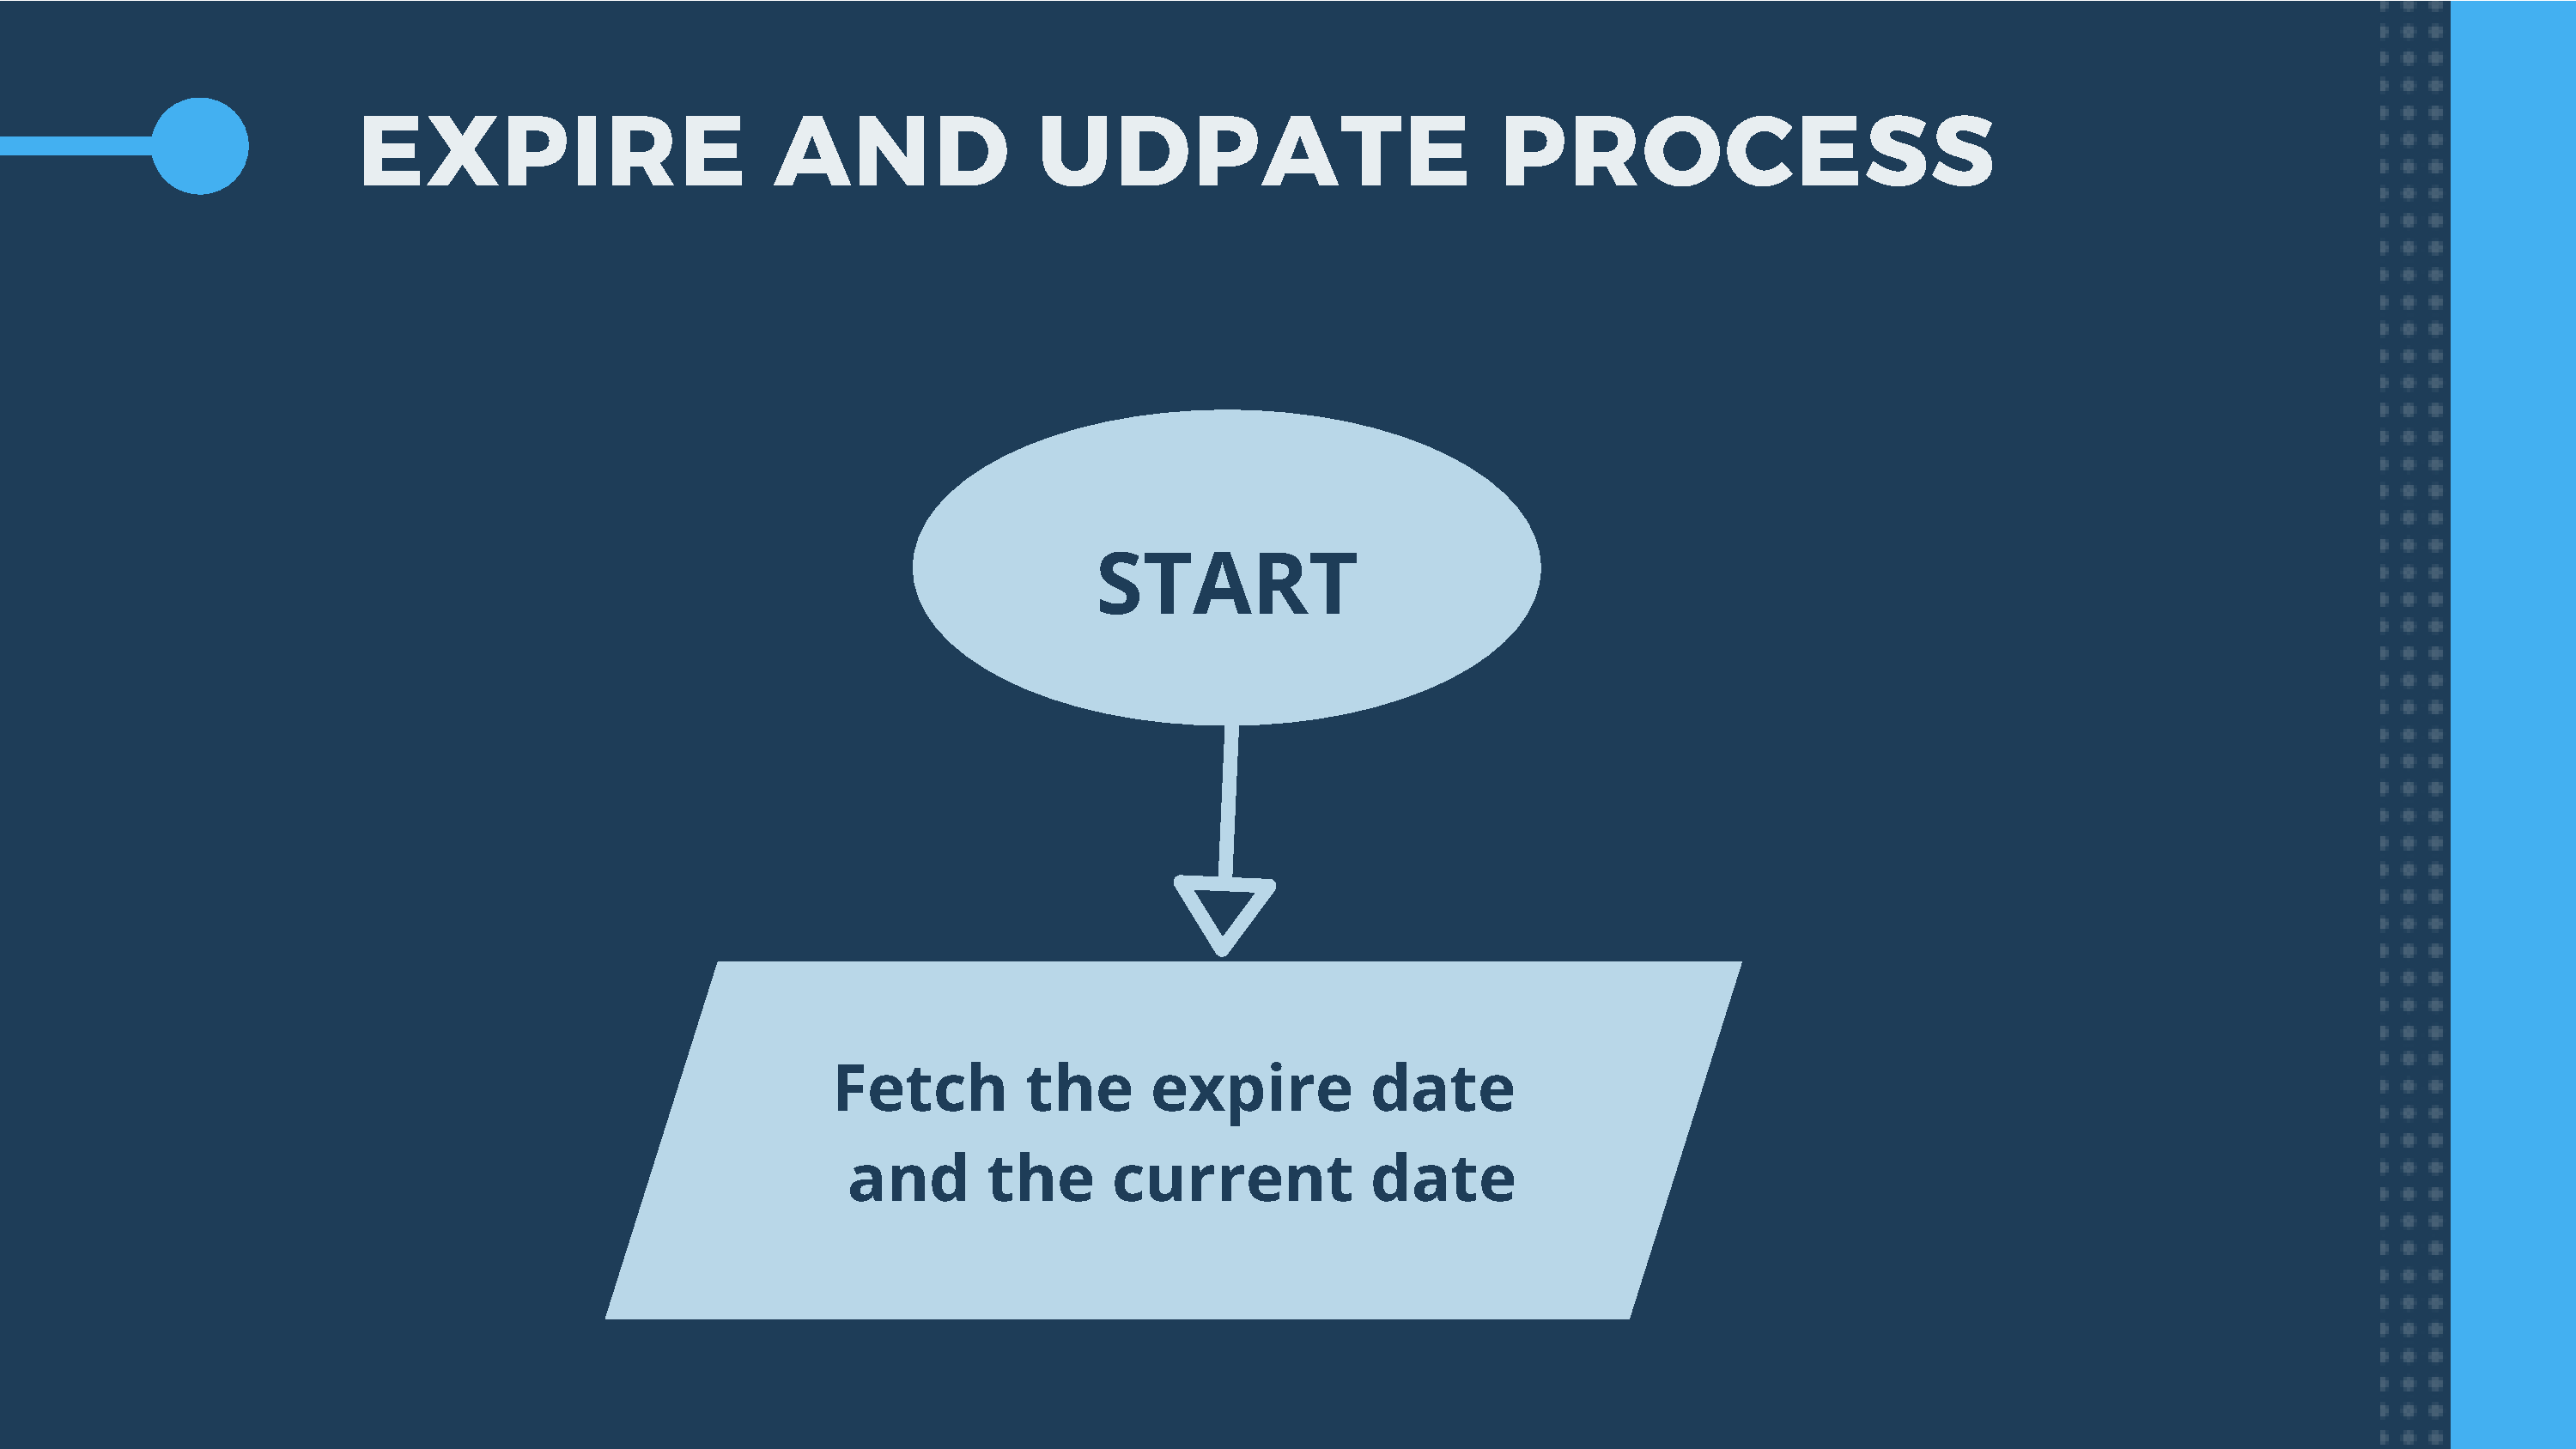 EXPIRE AND UDPATE PROCESS
START
Fetch the expire date
and the current date